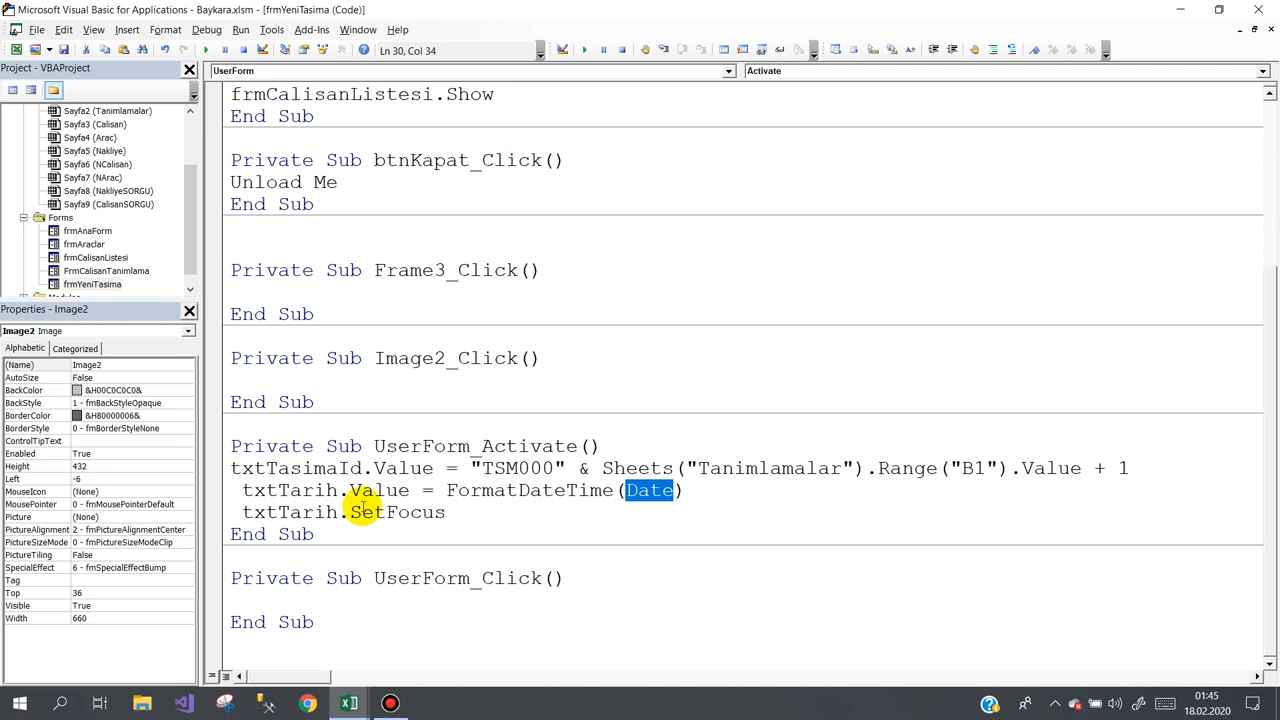 Microsoft Visual Basic for Applications - Baykara.xlsm - [frmYeniTasima (Code)]
File Edit View Insert Format Debug Run Tools Add-Ins Window Help
Ln 30, Col 34
Project - VBAProject
UserForm
Activate
Sayfa2 (Tanimlamalar)
Sayfa3 (Calisan)
Sayfa4 (Arac)
Sayfa5 (Nakliye)
Sayfa6 (NCalisan)
Sayfa7 (NArac)
Sayfa8 (NakliyeSORGU)
Sayfa9 (CalisanSORGU)
Forms
frmAnaForm
frmAraclar
frmCalisanListesi
FrmCalisanTanimlama
frmYeniTasima
Properties - Image2
Image2 Image
Alphabetic Categorized
(Name) Image2
AutoSize False
BackColor &H00C0C0C0&
BackStyle 1 - fmBackStyleOpaque
BorderColor &H80000006&
BorderStyle 0 - fmBorderStyleNone
ControlTipText
Enabled True
Height 432
Left -6
MouseIcon (None)
MousePointer 0 - fmMousePointerDefault
Picture (None)
PictureAlignment 2 - fmPictureAlignmentCenter
PictureSizeMode 0 - fmPictureSizeModeClip
PictureTiling False
SpecialEffect 6 - fmSpecialEffectBump
Tag
Top 36
Visible True
Width 660
frmCalisanListesi.Show
End Sub
Private Sub btnKapat_Click()
Unload Me
End Sub
Private Sub Frame3_Click()
End Sub
Private Sub Image2_Click()
End Sub
Private Sub UserForm_Activate()
txtTasimaId.Value = "TSM000" & Sheets("Tanimlamalar").Range("B1").Value + 1
txtTarih.Value = FormatDateTime(Date)
txtTarih.SetFocus
End Sub
Private Sub UserForm_Click()
End Sub
01:45
18.02.2020